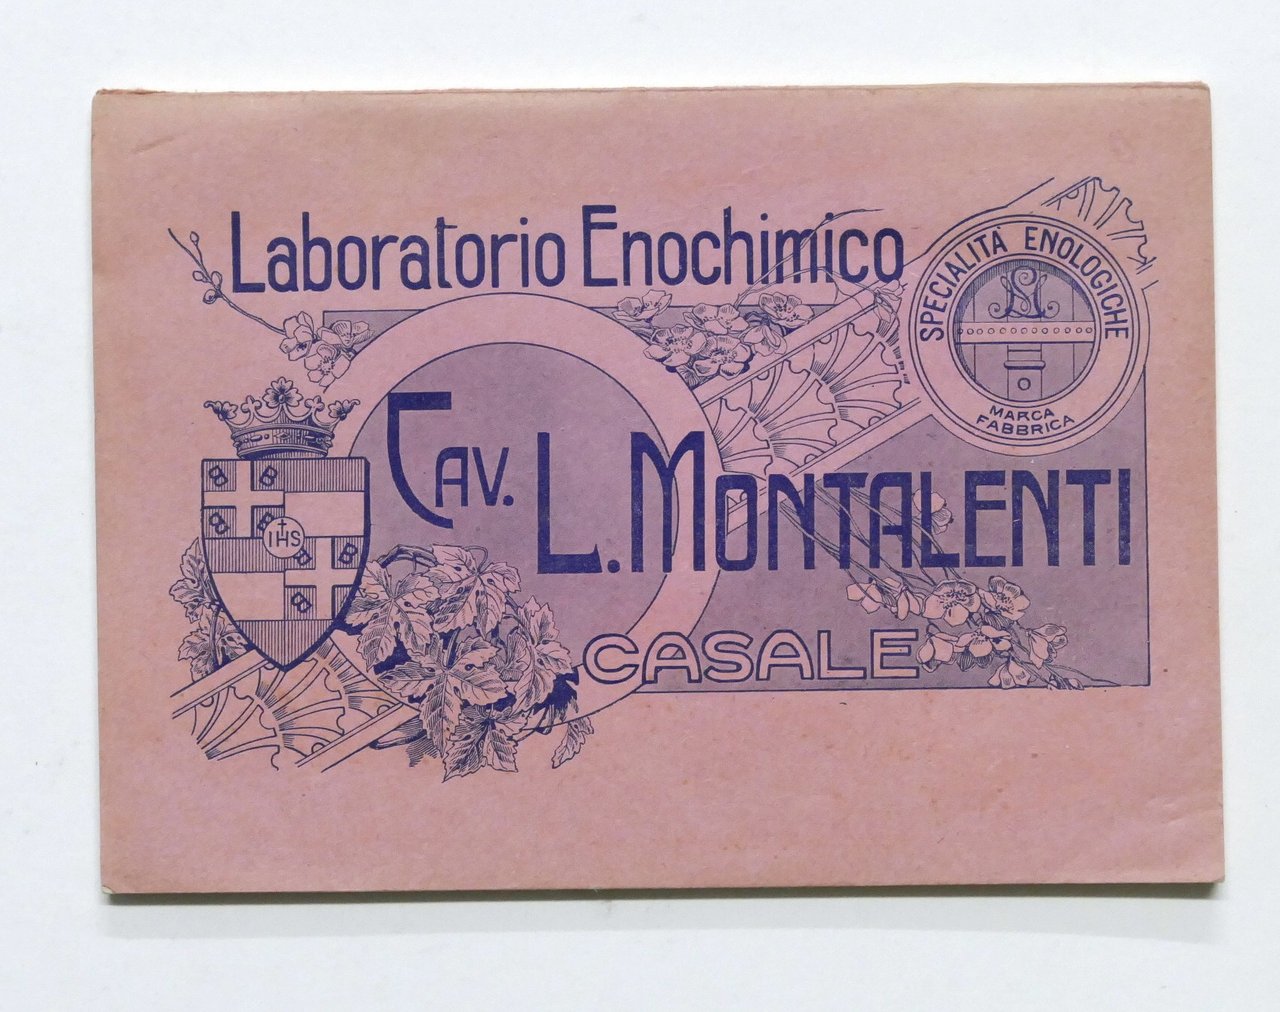 Laboratorio Enochimico
SPECIALITÀ ENOLOGICHE
MARCA
FABBRICA
CAV. L. MONTALENTI
CASALE
B B
B B
IHS
B
B